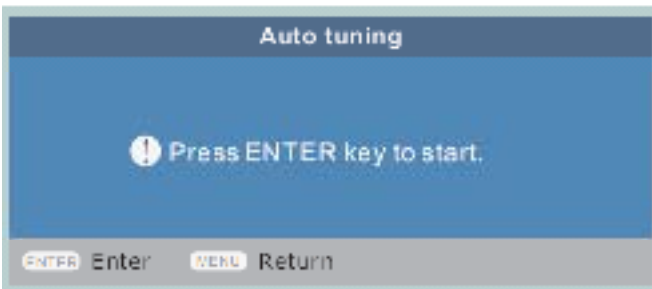 Auto tuning
! Press ENTER key to start.
ENTER Enter MENU Return